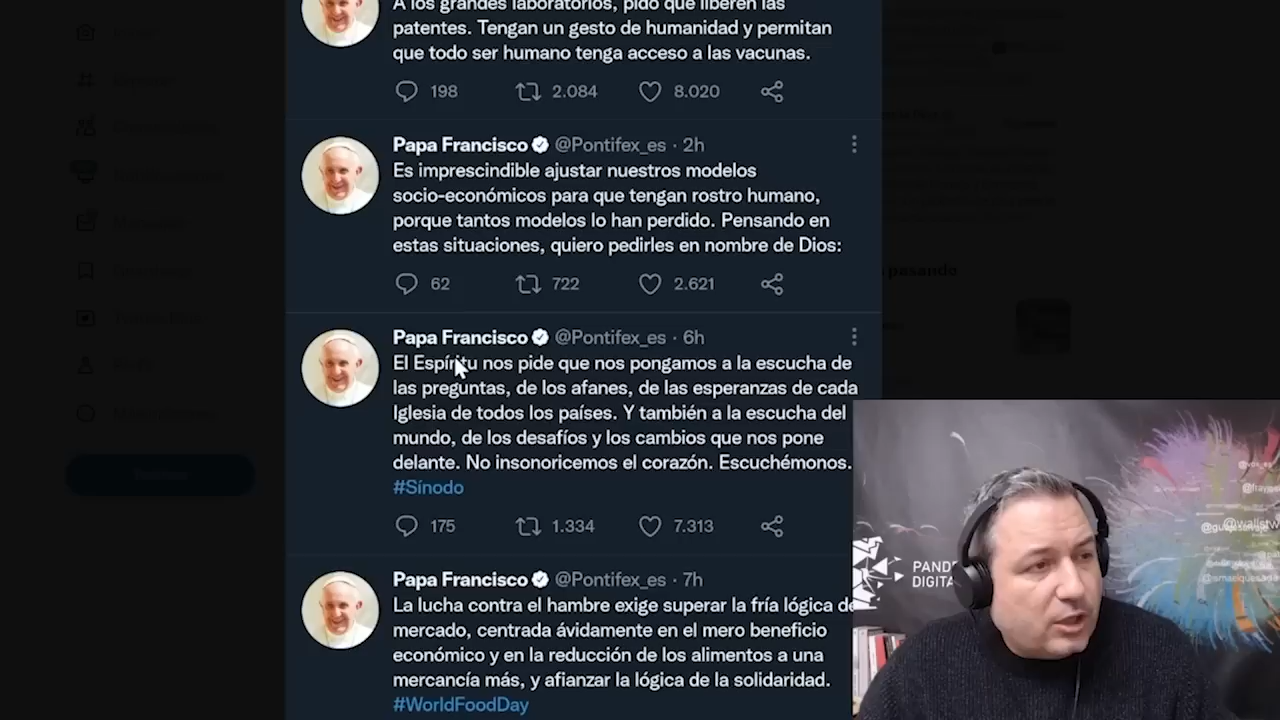 A los grandes laboratorios, pido que liberen las
patentes. Tengan un gesto de humanidad y permitan
que todo ser humano tenga acceso a las vacunas.
198 2.084 8.020
Papa Francisco @Pontifex_es · 2h
Es imprescindible ajustar nuestros modelos
socio-económicos para que tengan rostro humano,
porque tantos modelos lo han perdido. Pensando en
estas situaciones, quiero pedirles en nombre de Dios:
62 722 2.621
Papa Francisco @Pontifex_es · 6h
El Espíritu nos pide que nos pongamos a la escucha de
las preguntas, de los afanes, de las esperanzas de cada
Iglesia de todos los países. Y también a la escucha del
mundo, de los desafíos y los cambios que nos pone
delante. No insonoricemos el corazón. Escuchémonos.
#Sínodo
175 1.334 7.313
Papa Francisco @Pontifex_es · 7h
La lucha contra el hambre exige superar la fría lógica de
mercado, centrada ávidamente en el mero beneficio
económico y en la reducción de los alimentos a una
mercancía más, y afianzar la lógica de la solidaridad.
#WorldFoodDay
pasando
PAND
DIGITA